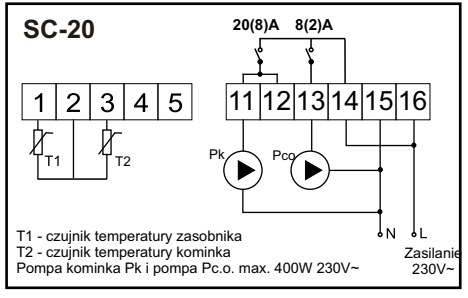 SC-20
20(8)A 8(2)A
1 2 3 4 5
11 12 13 14 15 16
T1 T2
Pk Pco
N L
T1 - czujnik temperatury zasobnika
T2 - czujnik temperatury kominka
Pompa kominka Pk i pompa Pc.o. max. 400W 230V~
Zasilanie
230V~